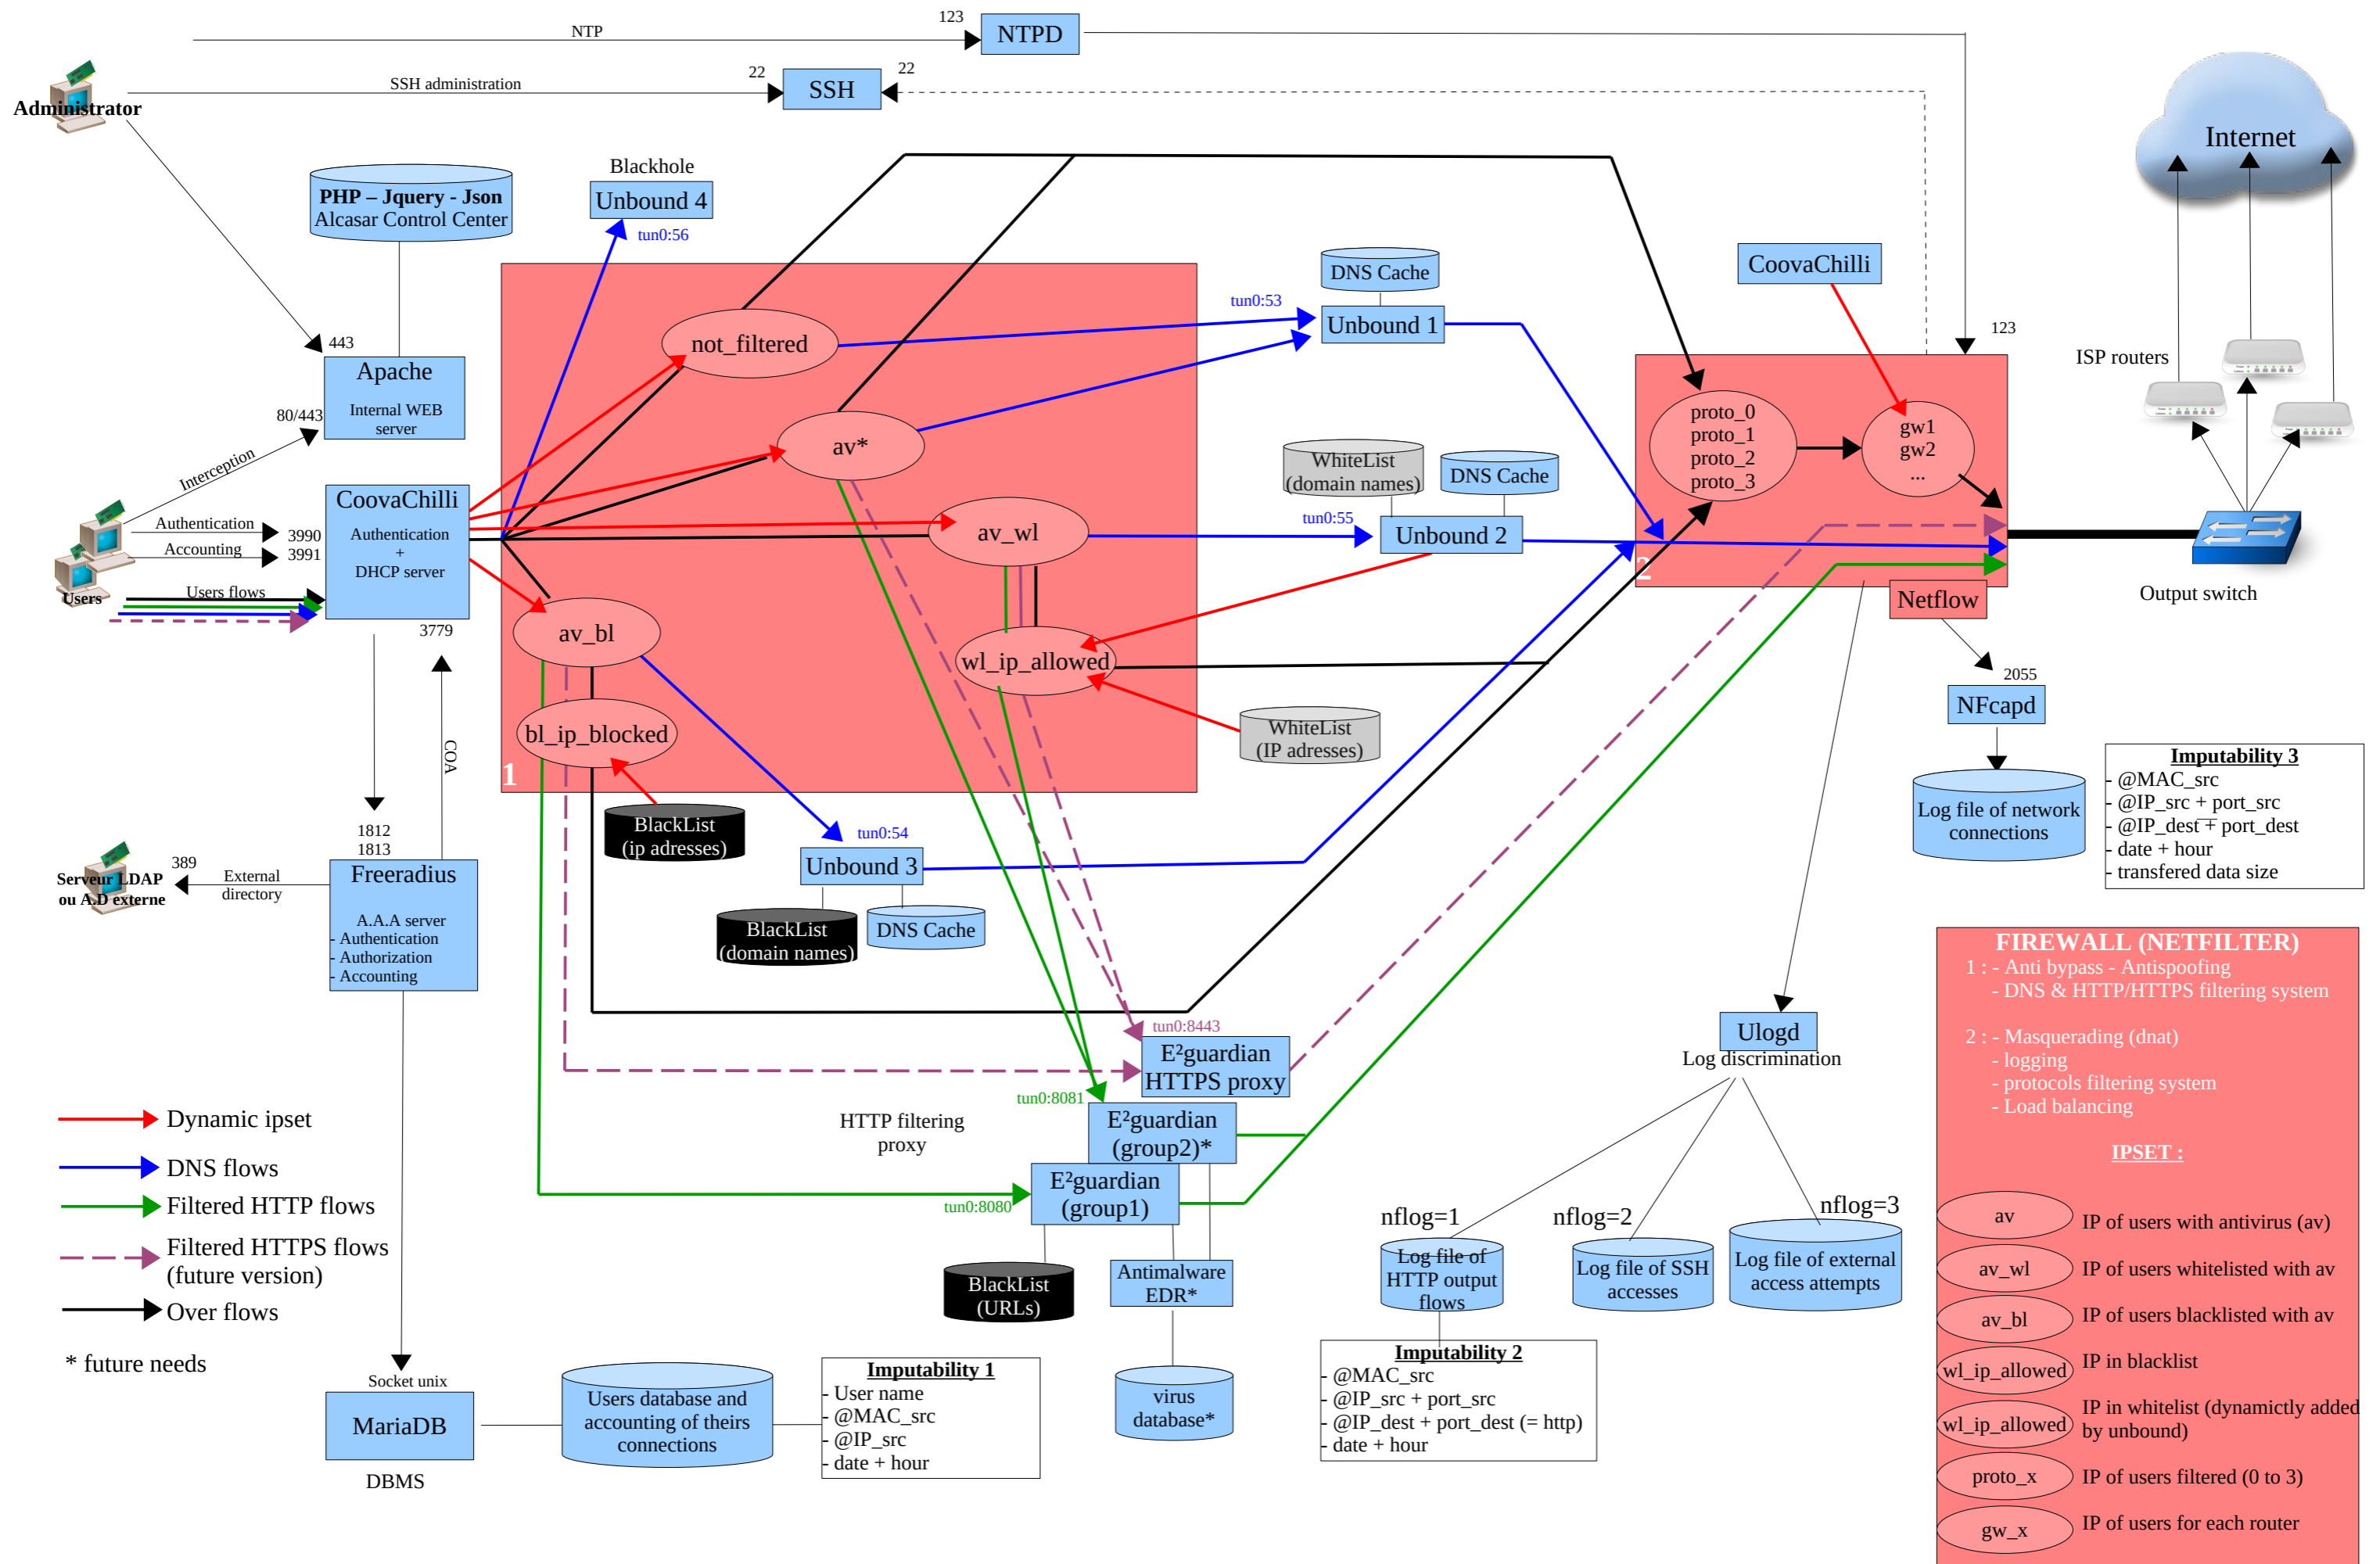 NTP
123
NTPD
SSH administration
22
SSH
22
Administrator
Internet
PHP – Jquery - Json
Alcasar Control Center
Blackhole
Unbound 4
tun0:56
DNS Cache
tun0:53
Unbound 1
CoovaChilli
123
ISP routers
443
Apache
Internal WEB
server
80/443
Interception
not_filtered
av*
proto_0
proto_1
proto_2
proto_3
gw1
gw2
...
WhiteList
(domain names)
DNS Cache
CoovaChilli
Authentication
+
DHCP server
Authentication
3990
Accounting
3991
av_wl
tun0:55
Unbound 2
2
Users
Users flows
3779
Netflow
Output switch
av_bl
wl_ip_allowed
2055
NFcapd
bl_ip_blocked
WhiteList
(IP adresses)
COA
1
Imputability 3
- @MAC_src
- @IP_src + port_src
- @IP_dest + port_dest
- date + hour
- transfered data size
Log file of network
connections
BlackList
(ip adresses)
tun0:54
Unbound 3
1812
1813
389
Serveur LDAP
ou A.D externe
External
directory
Freeradius
A.A.A server
- Authentication
- Authorization
- Accounting
BlackList
(domain names)
DNS Cache
FIREWALL (NETFILTER)
1 : - Anti bypass - Antispoofing
- DNS & HTTP/HTTPS filtering system
2 : - Masquerading (dnat)
- logging
- protocols filtering system
- Load balancing
tun0:8443
E²guardian
HTTPS proxy
Ulogd
Log discrimination
tun0:8081
E²guardian
(group2)*
HTTP filtering
proxy
E²guardian
(group1)
tun0:8080
Dynamic ipset
DNS flows
Filtered HTTP flows
Filtered HTTPS flows
(future version)
Over flows
* future needs
IPSET :
av
IP of users with antivirus (av)
av_wl
IP of users whitelisted with av
av_bl
IP of users blacklisted with av
wl_ip_allowed
IP in blacklist
wl_ip_allowed
IP in whitelist (dynamictly added
by unbound)
proto_x
IP of users filtered (0 to 3)
gw_x
IP of users for each router
nflog=1
nflog=2
nflog=3
Log file of
HTTP output
flows
Log file of SSH
accesses
Log file of external
access attempts
BlackList
(URLs)
Antimalware
EDR*
virus
database*
Imputability 2
- @MAC_src
- @IP_src + port_src
- @IP_dest + port_dest (= http)
- date + hour
Socket unix
MariaDB
DBMS
Users database and
accounting of theirs
connections
Imputability 1
- User name
- @MAC_src
- @IP_src
- date + hour